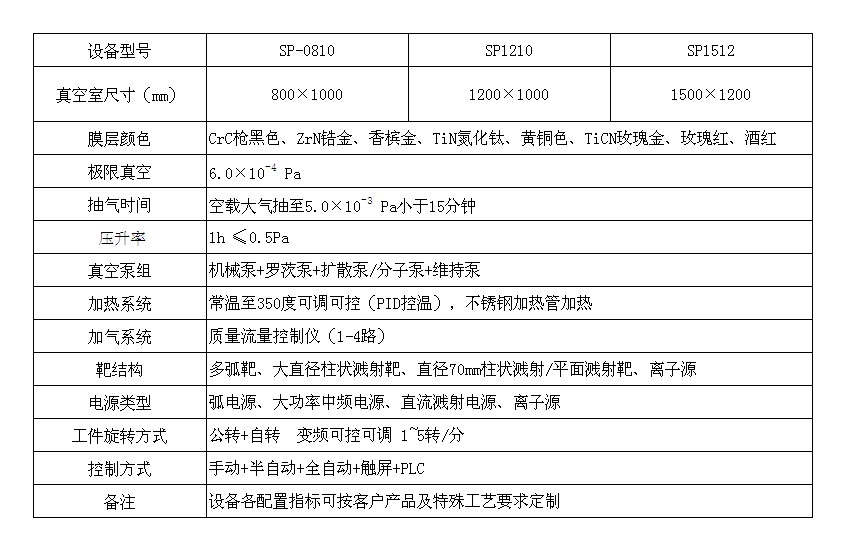 设备型号 SP-0810 SP1210 SP1512
真空室尺寸（mm） 800×1000 1200×1000 1500×1200
膜层颜色 CrC枪黑色、ZrN锆金、香槟金、TiN氮化钛、黄铜色、TiCN玫瑰金、玫瑰红、酒红
极限真空 6.0×10⁻⁴ Pa
抽气时间 空载大气抽至5.0×10⁻³ Pa小于15分钟
压升率 1h ≤0.5Pa
真空泵组 机械泵+罗茨泵+扩散泵/分子泵+维持泵
加热系统 常温至350度可调可控（PID控温），不锈钢加热管加热
加气系统 质量流量控制仪（1-4路）
靶结构 多弧靶、大直径柱状溅射靶、直径70mm柱状溅射/平面溅射靶、离子源
电源类型 弧电源、大功率中频电源、直流溅射电源、离子源
工件旋转方式 公转+自转 变频可控可调 1~5转/分
控制方式 手动+半自动+全自动+触屏+PLC
备注 设备各配置指标可按客户产品及特殊工艺要求定制